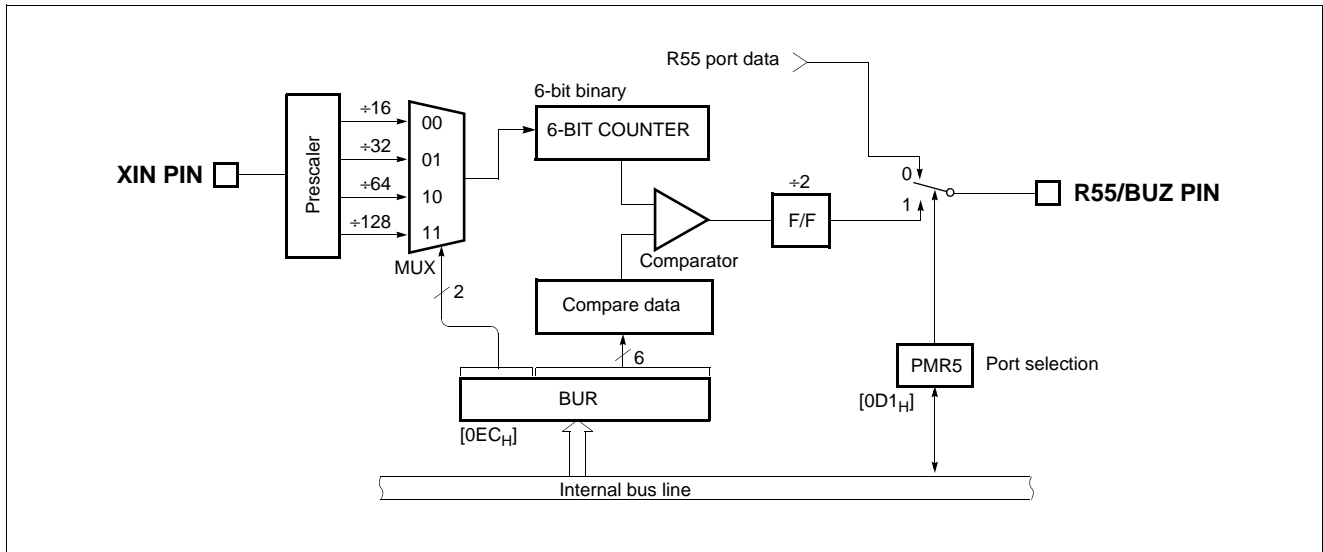 R55 port data
6-bit binary
6-BIT COUNTER
÷16
÷32
÷64
÷128
00
01
10
11
MUX
XIN PIN
Prescaler
÷2
F/F
0
1
R55/BUZ PIN
Comparator
2
Compare data
6
BUR
[0ECH]
PMR5
Port selection
[0D1H]
Internal bus line